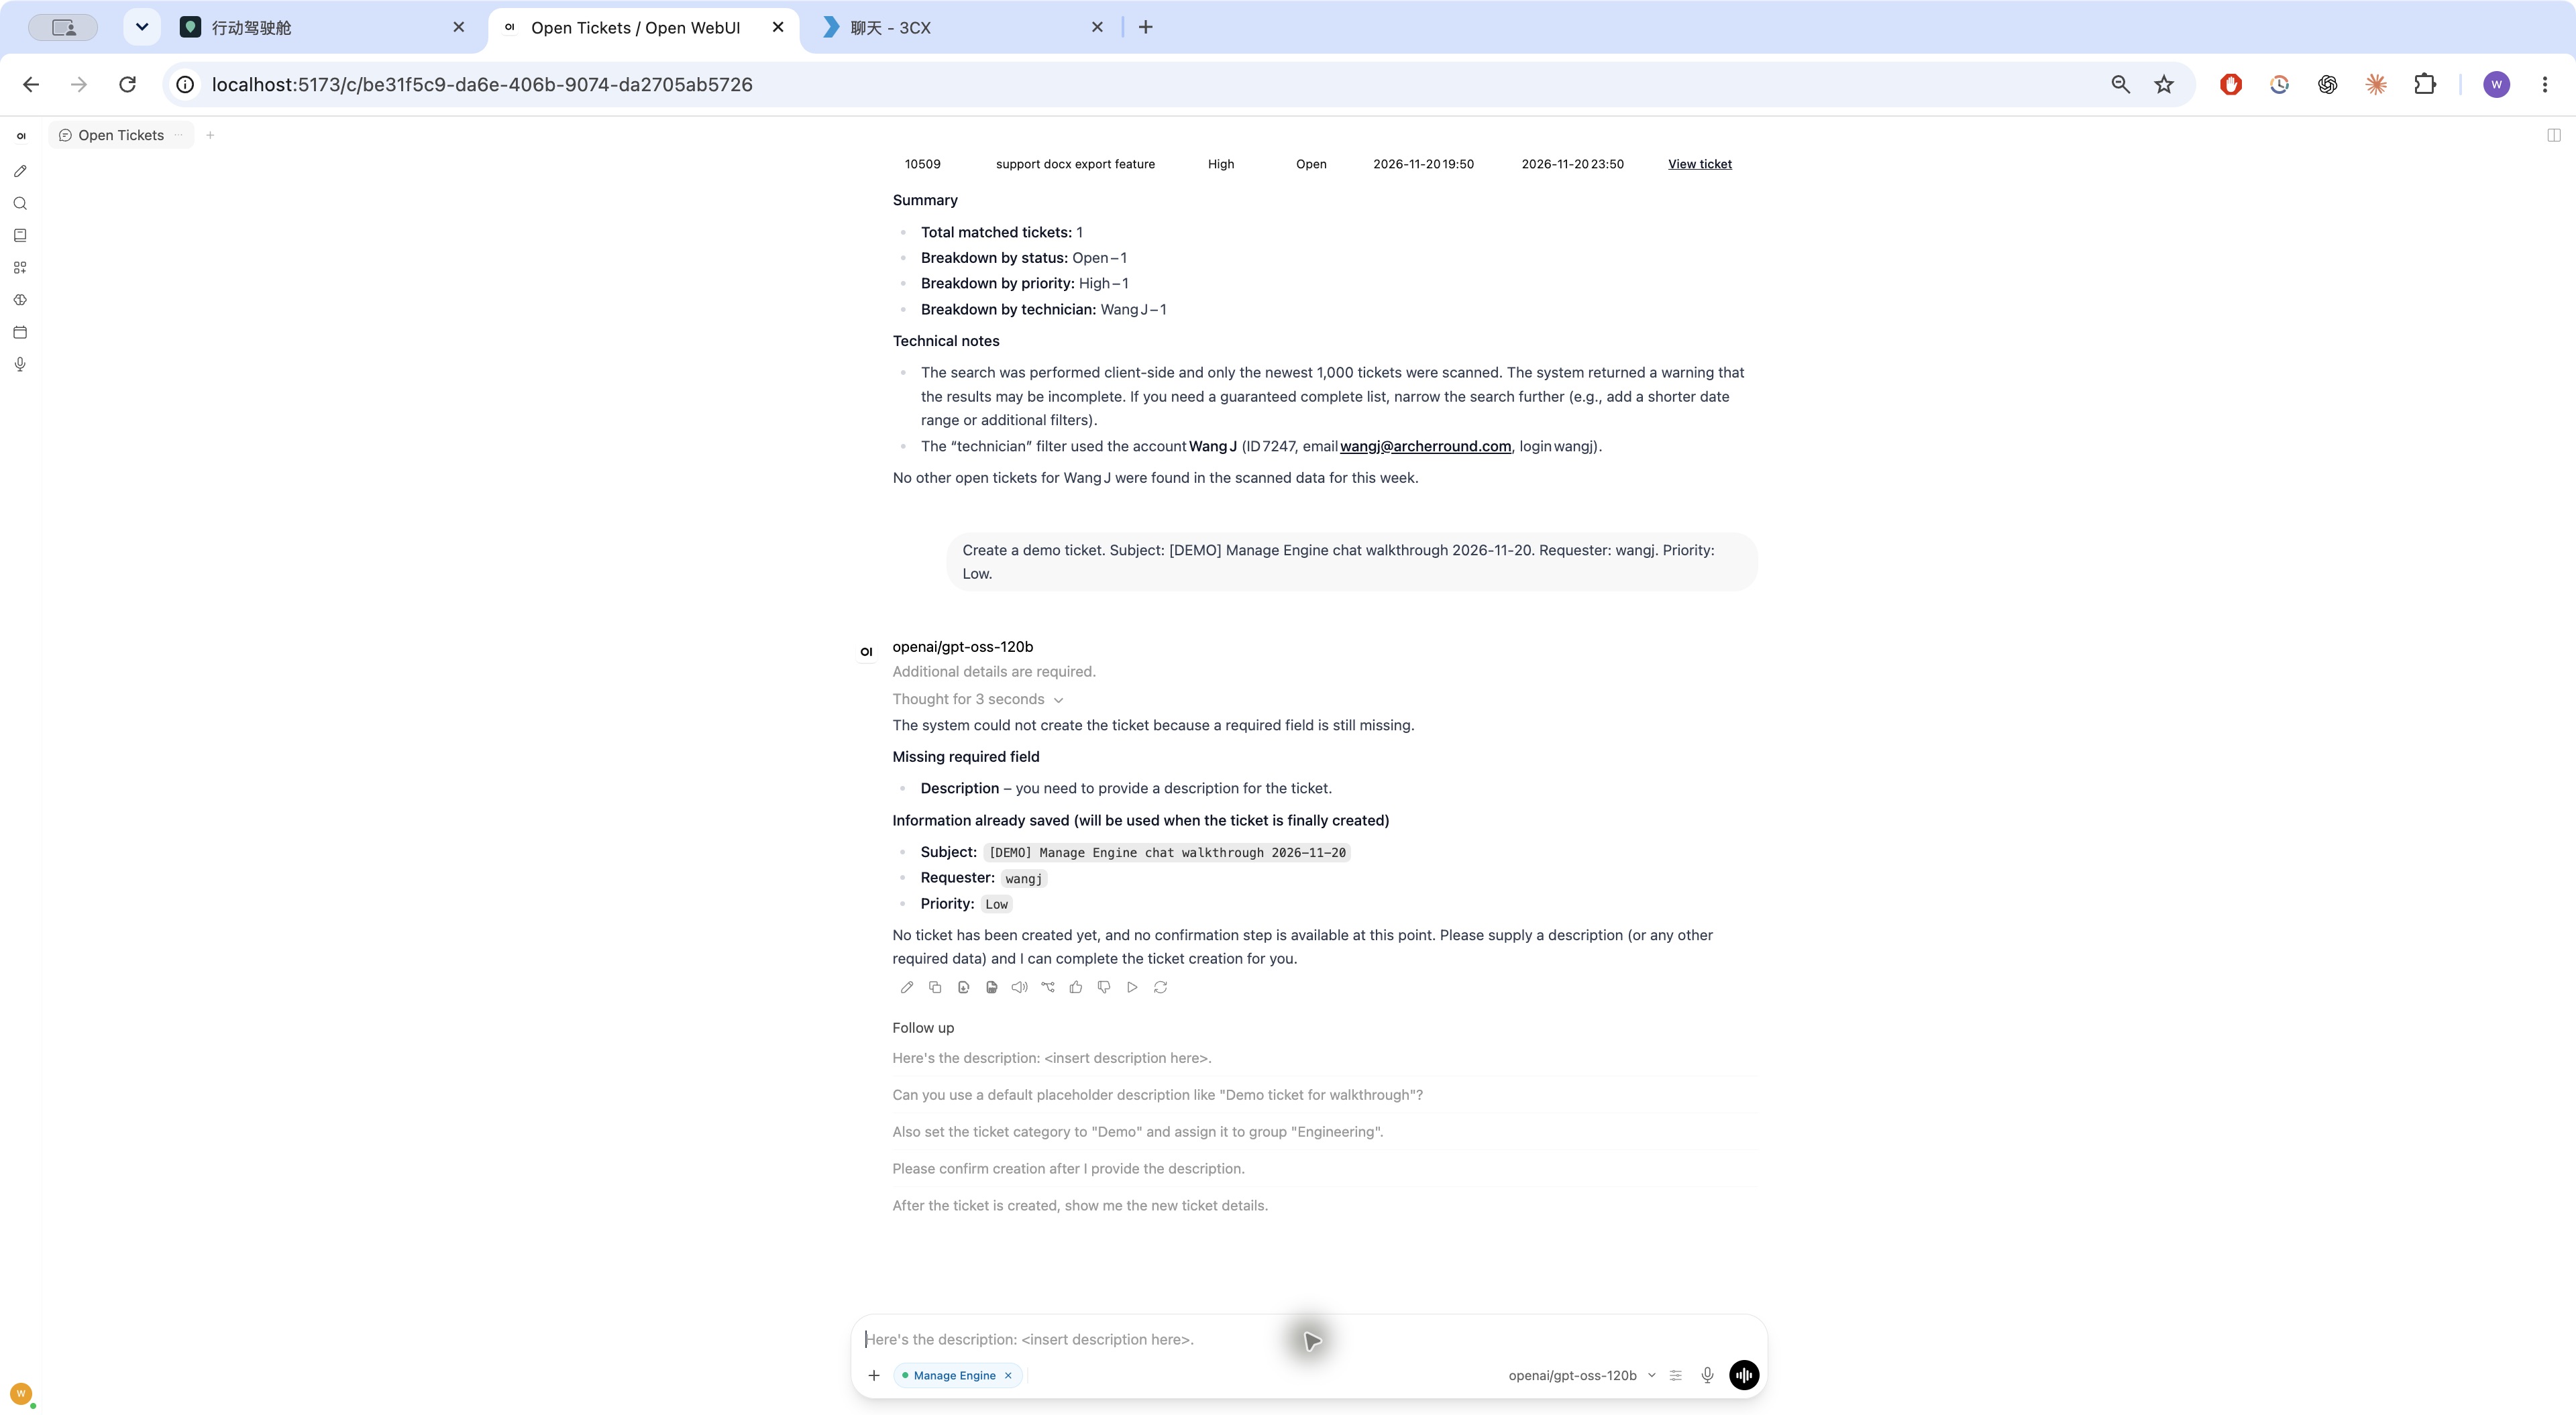 行动驾驶舱
OI Open Tickets / Open WebUI
聊天 - 3CX
localhost:5173/c/be31f5c9-da6e-406b-9074-da2705ab5726
W
OI
Open Tickets
10509 support docx export feature High Open 2026-11-20 19:50 2026-11-20 23:50 View ticket
Summary
Total matched tickets: 1
Breakdown by status: Open – 1
Breakdown by priority: High – 1
Breakdown by technician: Wang J – 1
Technical notes
The search was performed client-side and only the newest 1,000 tickets were scanned. The system returned a warning that
the results may be incomplete. If you need a guaranteed complete list, narrow the search further (e.g., add a shorter date
range or additional filters).
The “technician” filter used the account Wang J (ID 7247, email wangj@archerround.com, login wangj).
No other open tickets for Wang J were found in the scanned data for this week.
Create a demo ticket. Subject: [DEMO] Manage Engine chat walkthrough 2026-11-20. Requester: wangj. Priority:
Low.
OI openai/gpt-oss-120b
Additional details are required.
Thought for 3 seconds
The system could not create the ticket because a required field is still missing.
Missing required field
Description – you need to provide a description for the ticket.
Information already saved (will be used when the ticket is finally created)
Subject: [DEMO] Manage Engine chat walkthrough 2026-11-20
Requester: wangj
Priority: Low
No ticket has been created yet, and no confirmation step is available at this point. Please supply a description (or any other
required data) and I can complete the ticket creation for you.
Follow up
Here's the description: <insert description here>.
Can you use a default placeholder description like "Demo ticket for walkthrough"?
Also set the ticket category to "Demo" and assign it to group "Engineering".
Please confirm creation after I provide the description.
After the ticket is created, show me the new ticket details.
Here's the description: <insert description here>.
Manage Engine
openai/gpt-oss-120b
W